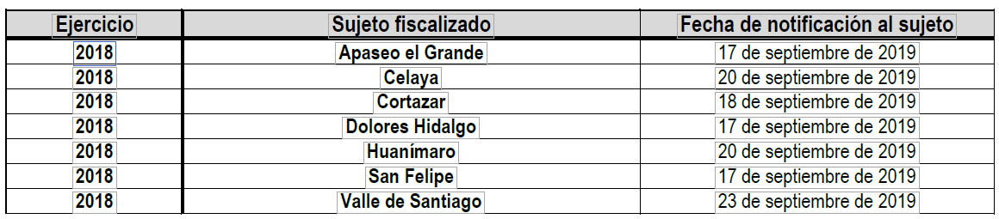 Ejercicio Sujeto fiscalizado Fecha de notificación al sujeto
2018 Apaseo el Grande 17 de septiembre de 2019
2018 Celaya 20 de septiembre de 2019
2018 Cortazar 18 de septiembre de 2019
2018 Dolores Hidalgo 17 de septiembre de 2019
2018 Huanímaro 20 de septiembre de 2019
2018 San Felipe 17 de septiembre de 2019
2018 Valle de Santiago 23 de septiembre de 2019